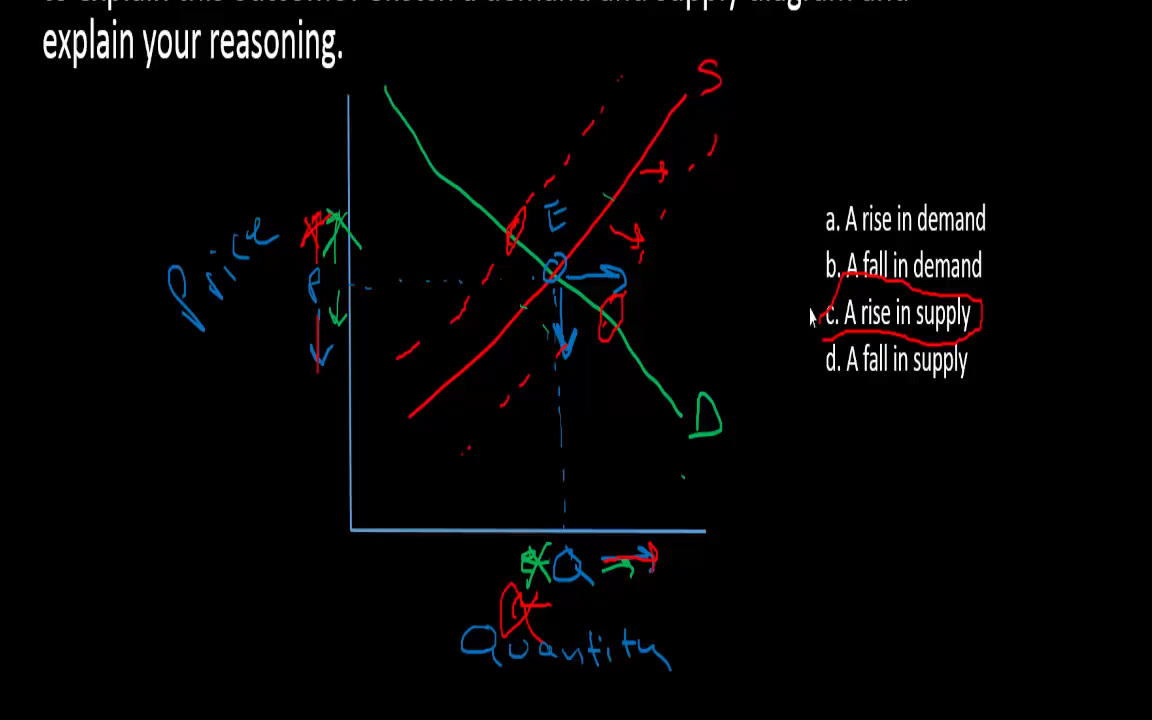 explain your reasoning.
S
a. A rise in demand
E
b. A fall in demand
Price
P
c. A rise in supply
d. A fall in supply
D
Q
Quantity